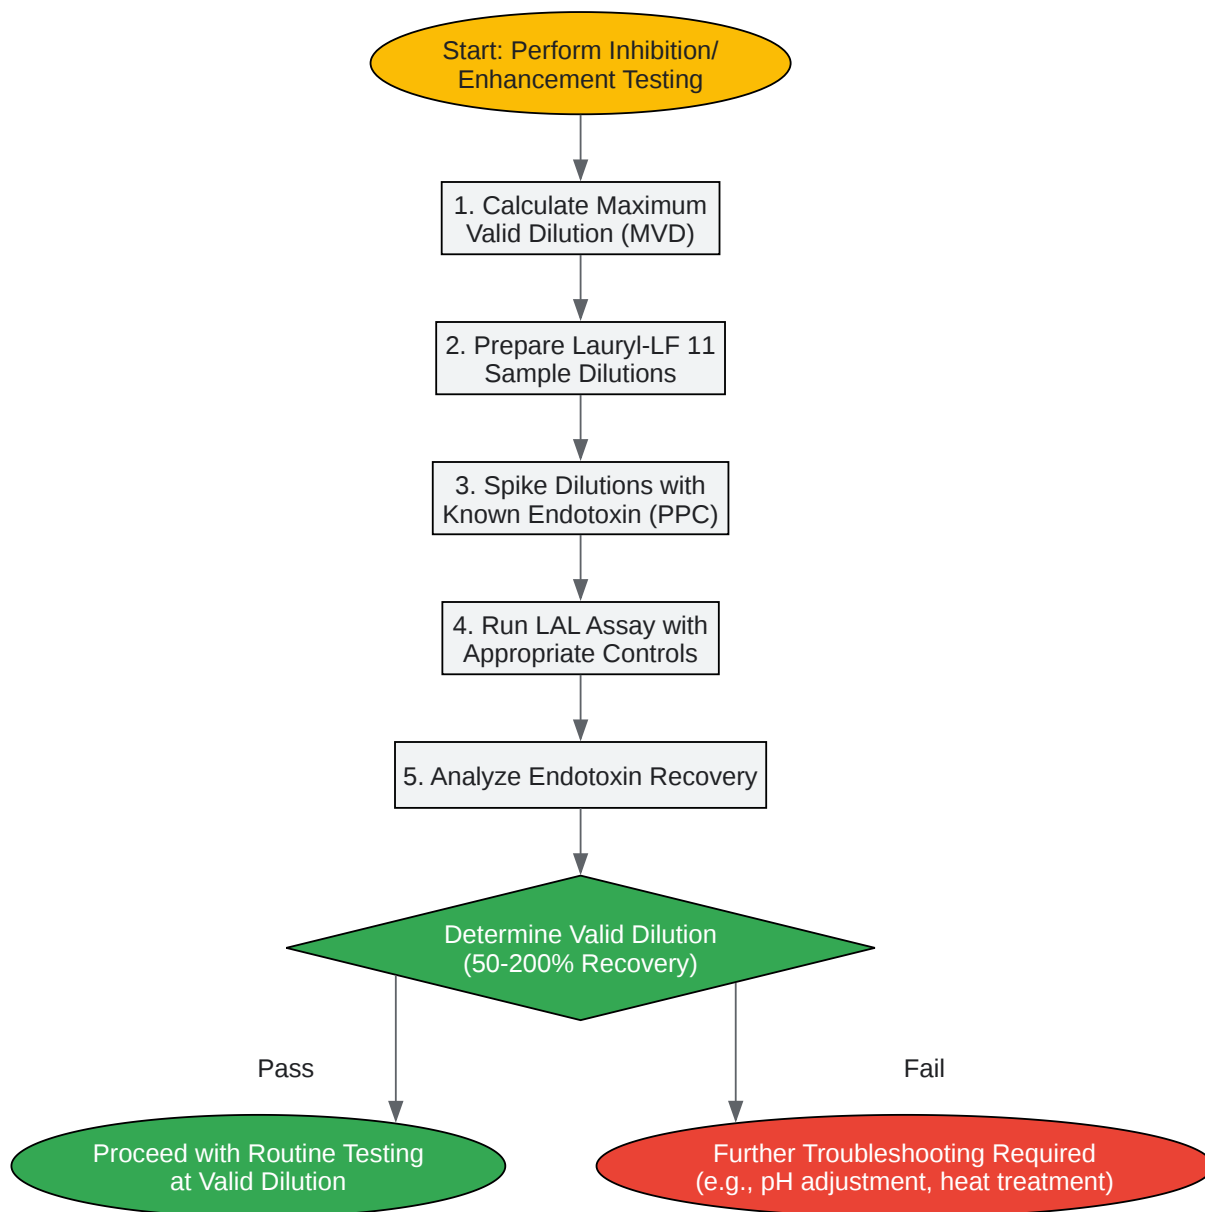 Start: Perform Inhibition/
Enhancement Testing
1. Calculate Maximum
Valid Dilution (MVD)
2. Prepare Lauryl-LF 11
Sample Dilutions
3. Spike Dilutions with
Known Endotoxin (PPC)
4. Run LAL Assay with
Appropriate Controls
5. Analyze Endotoxin Recovery
Determine Valid Dilution
(50-200% Recovery)
Pass
Fail
Proceed with Routine Testing
at Valid Dilution
Further Troubleshooting Required
(e.g., pH adjustment, heat treatment)